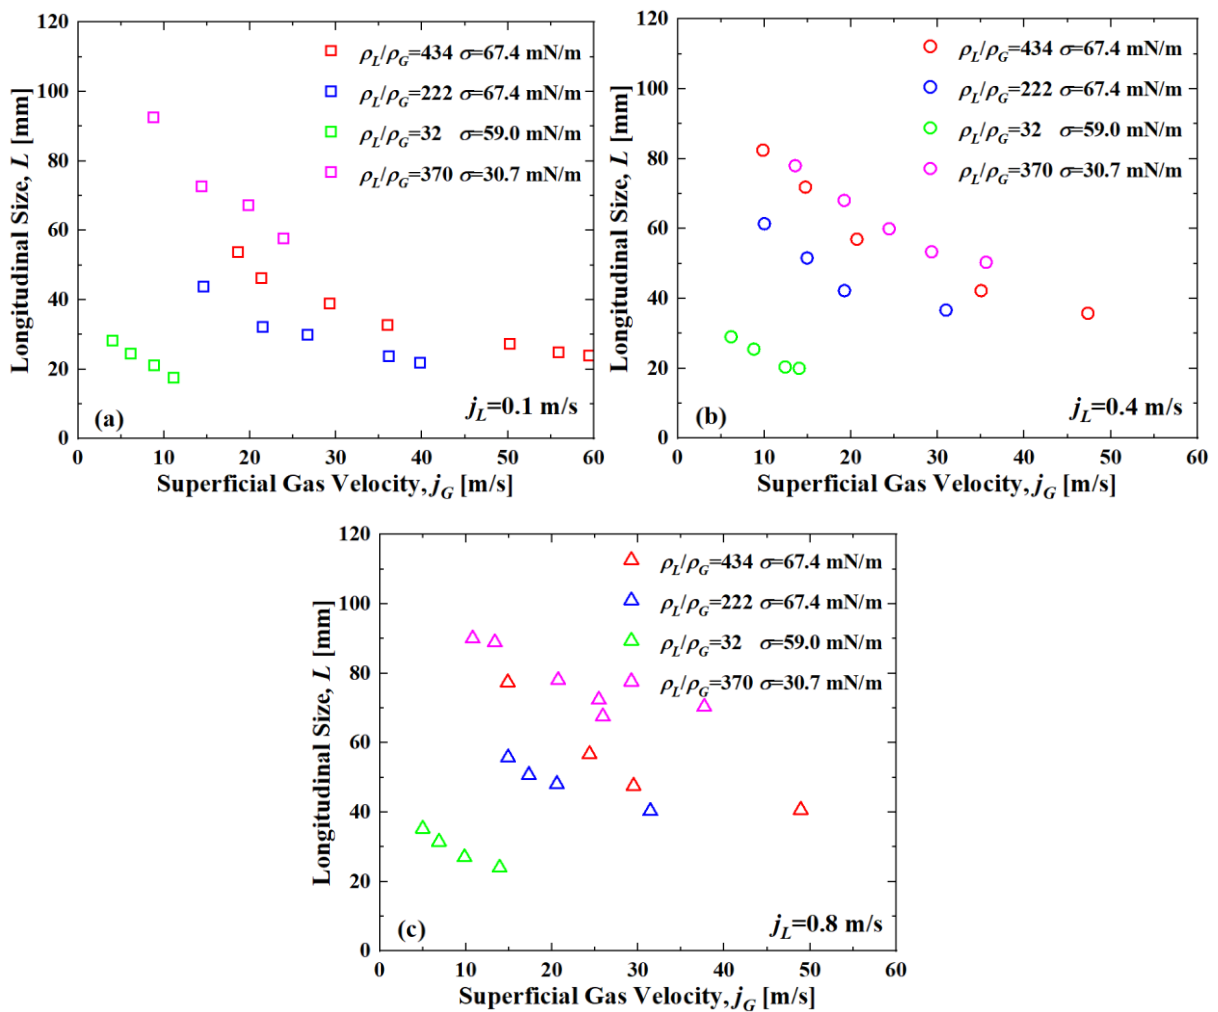 120
100
80
60
40
20
0
Longitudinal Size, L [mm]
ρL/ρG=434 σ=67.4 mN/m
ρL/ρG=222 σ=67.4 mN/m
ρL/ρG=32 σ=59.0 mN/m
ρL/ρG=370 σ=30.7 mN/m
(a)
jL=0.1 m/s
0 10 20 30 40 50 60
Superficial Gas Velocity, jG [m/s]
120
100
80
60
40
20
0
Longitudinal Size, L [mm]
ρL/ρG=434 σ=67.4 mN/m
ρL/ρG=222 σ=67.4 mN/m
ρL/ρG=32 σ=59.0 mN/m
ρL/ρG=370 σ=30.7 mN/m
(b)
jL=0.4 m/s
0 10 20 30 40 50 60
Superficial Gas Velocity, jG [m/s]
120
100
80
60
40
20
0
Longitudinal Size, L [mm]
ρL/ρG=434 σ=67.4 mN/m
ρL/ρG=222 σ=67.4 mN/m
ρL/ρG=32 σ=59.0 mN/m
ρL/ρG=370 σ=30.7 mN/m
(c)
jL=0.8 m/s
0 10 20 30 40 50 60
Superficial Gas Velocity, jG [m/s]